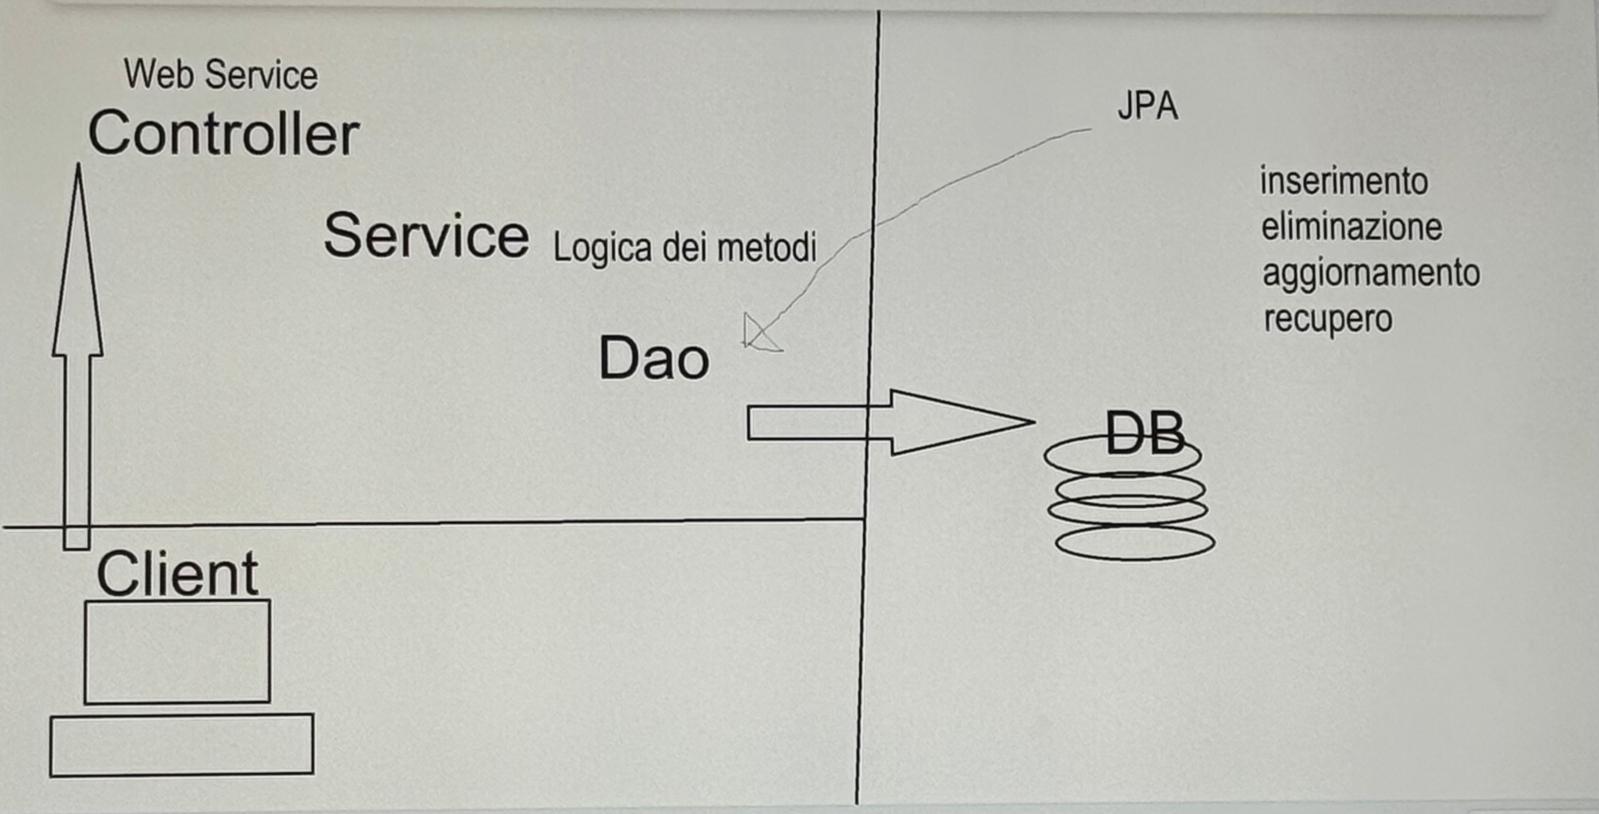 Web Service
Controller
Service Logica dei metodi
Dao
Client
JPA
inserimento
eliminazione
aggiornamento
recupero
DB